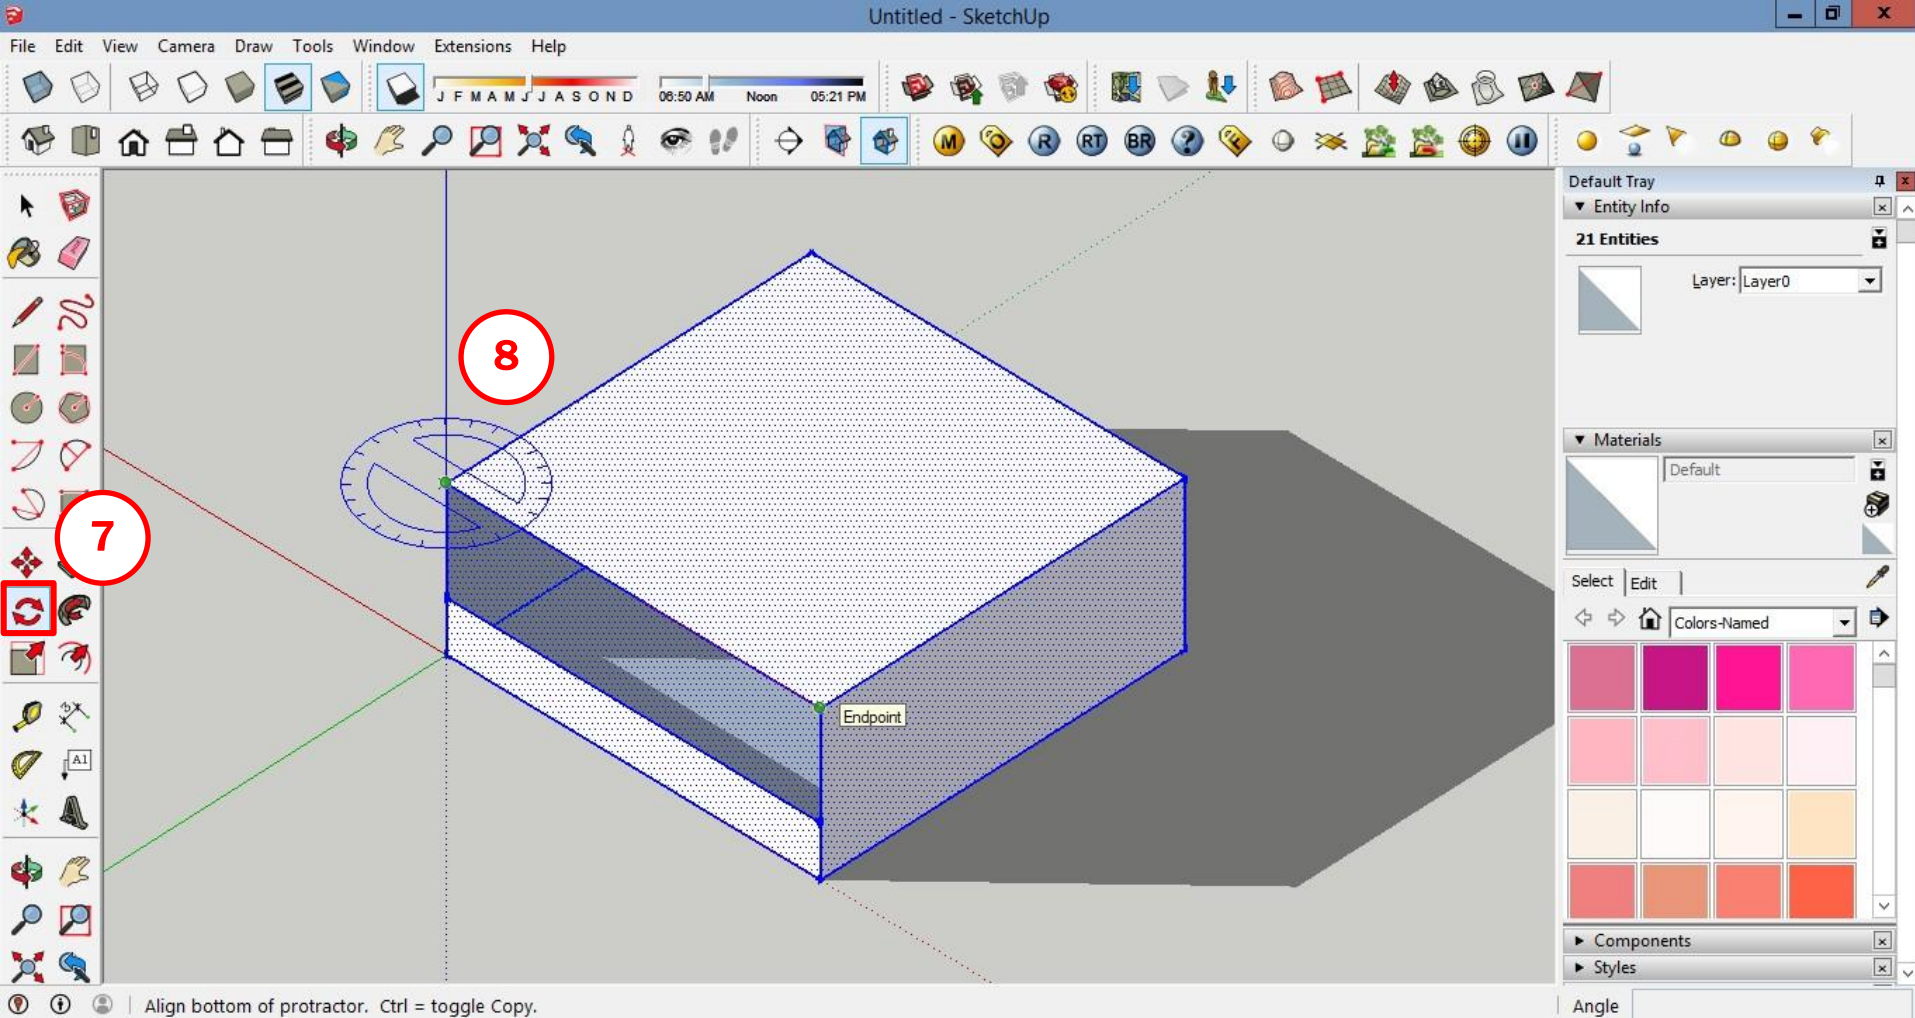 Untitled - SketchUp
File Edit View Camera Draw Tools Window Extensions Help
J F M A M J J A S O N D 06:50 AM Noon 05:21 PM
M O R RT BR ? F
Default Tray
Entity Info
21 Entities
Layer: Layer0
8
Materials
Default
7
Select Edit
Colors-Named
Endpoint
A1
Components
Styles
Align bottom of protractor. Ctrl = toggle Copy.
Angle